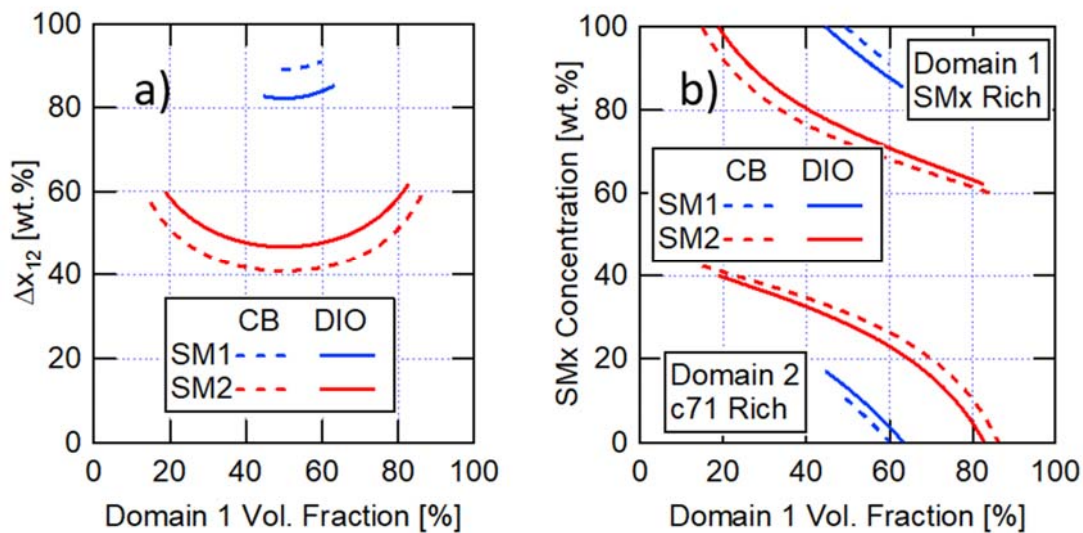 a)
Δx12 [wt.%]
100
80
60
40
20
0
CB DIO
SM1
SM2
0 20 40 60 80 100
Domain 1 Vol. Fraction [%]
b)
SMx Concentration [wt.%]
100
80
60
40
20
0
Domain 1
SMx Rich
CB DIO
SM1
SM2
Domain 2
c71 Rich
0 20 40 60 80 100
Domain 1 Vol. Fraction [%]